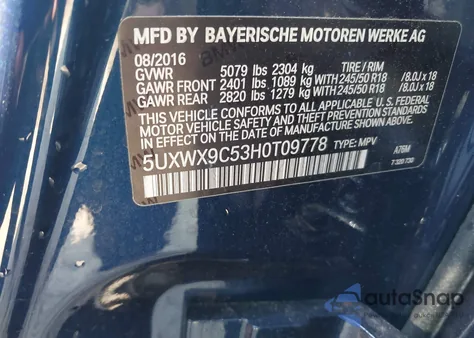 MFD BY BAYERISCHE MOTOREN WERKE AG
08/2016 TIRE / RIM
GVWR 5079 lbs 2304 kg
GAWR FRONT 2401 lbs 1089 kg WITH 245/50 R18 / 8.0J x 18
GAWR REAR 2820 lbs 1279 kg WITH 245/50 R18 / 8.0J x 18
THIS VEHICLE CONFORMS TO ALL APPLICABLE U.S. FEDERAL
MOTOR VEHICLE SAFETY STANDARDS IN EFFECT ON THE
DATE OF MANUFACTURE SHOWN ABOVE.
5UXWX9C53H0T09778 TYPE: MPV A76M
7 320 730
autoSnap